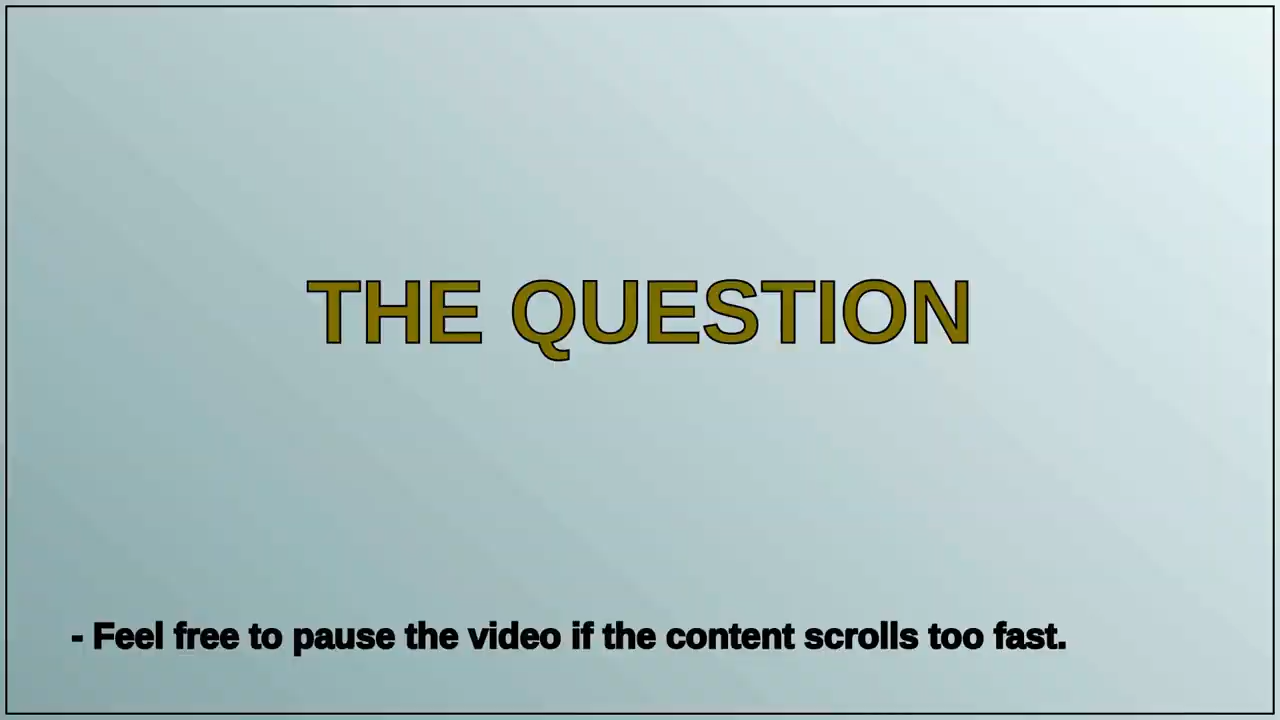 THE QUESTION
- Feel free to pause the video if the content scrolls too fast.